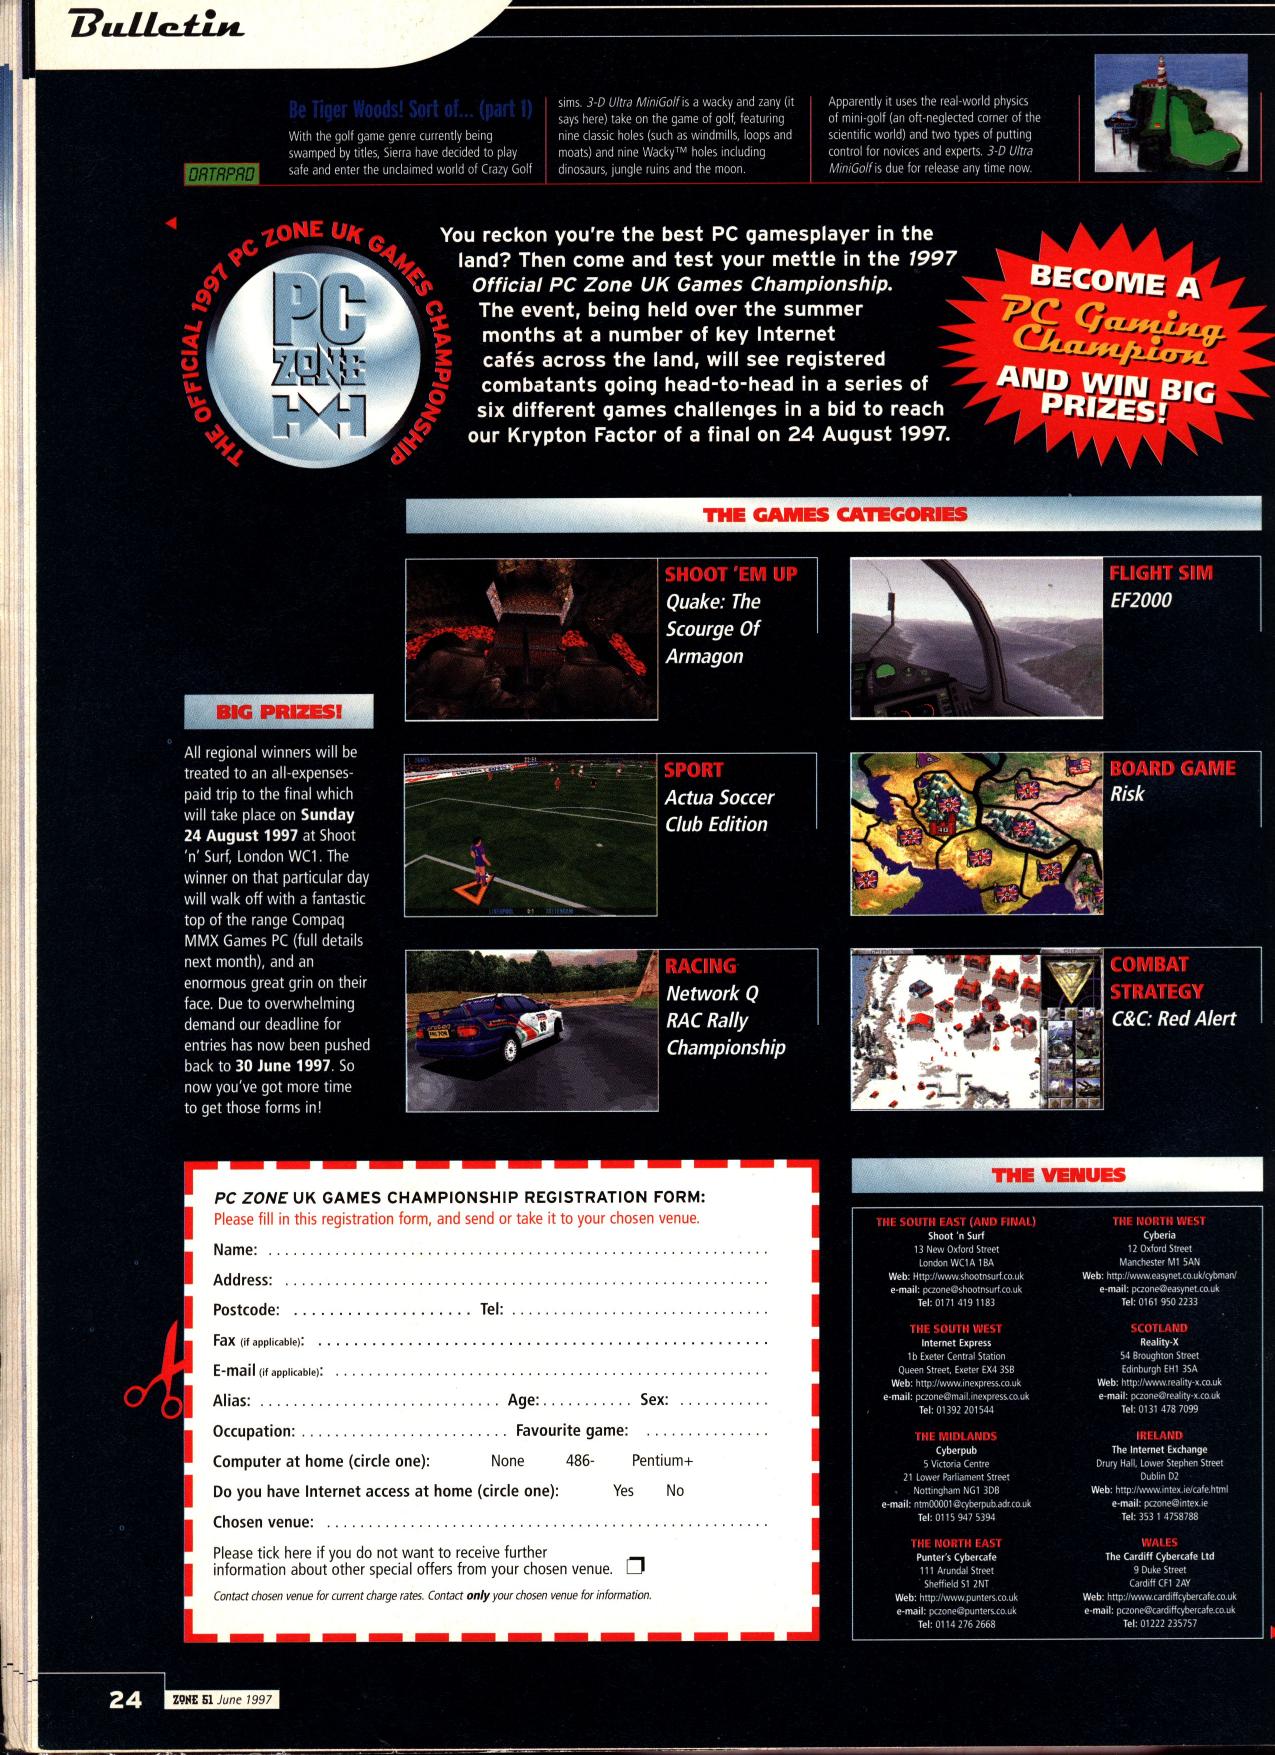 Bulletin
DATAPAD
Be Tiger Woods! Sort of... (part 1)
With the golf game genre currently being
swamped by titles, Sierra have decided to play
safe and enter the unclaimed world of Crazy Golf
sims. 3-D Ultra MiniGolf is a wacky and zany (it
says here) take on the game of golf, featuring
nine classic holes (such as windmills, loops and
moats) and nine Wacky™ holes including
dinosaurs, jungle ruins and the moon.
Apparently it uses the real-world physics
of mini-golf (an oft-neglected corner of the
scientific world) and two types of putting
control for novices and experts. 3-D Ultra
MiniGolf is due for release any time now.
THE OFFICIAL 1997 PC ZONE UK GAMES CHAMPIONSHIP
PC
ZONE
You reckon you're the best PC gamesplayer in the
land? Then come and test your mettle in the 1997
Official PC Zone UK Games Championship.
The event, being held over the summer
months at a number of key Internet
cafés across the land, will see registered
combatants going head-to-head in a series of
six different games challenges in a bid to reach
our Krypton Factor of a final on 24 August 1997.
BECOME A
PC Gaming
Champion
AND WIN BIG
PRIZES!
THE GAMES CATEGORIES
SHOOT 'EM UP
Quake: The
Scourge Of
Armagon
FLIGHT SIM
EF2000
SPORT
Actua Soccer
Club Edition
BOARD GAME
Risk
RACING
Network Q
RAC Rally
Championship
COMBAT
STRATEGY
C&C: Red Alert
BIG PRIZES!
All regional winners will be
treated to an all-expenses-
paid trip to the final which
will take place on Sunday
24 August 1997 at Shoot
'n' Surf, London WC1. The
winner on that particular day
will walk off with a fantastic
top of the range Compaq
MMX Games PC (full details
next month), and an
enormous great grin on their
face. Due to overwhelming
demand our deadline for
entries has now been pushed
back to 30 June 1997. So
now you've got more time
to get those forms in!
PC ZONE UK GAMES CHAMPIONSHIP REGISTRATION FORM:
Please fill in this registration form, and send or take it to your chosen venue.
Name:
Address:
Postcode: Tel:
Fax (if applicable):
E-mail (if applicable):
Alias: Age: Sex:
Occupation: Favourite game:
Computer at home (circle one): None 486- Pentium+
Do you have Internet access at home (circle one): Yes No
Chosen venue:
Please tick here if you do not want to receive further
information about other special offers from your chosen venue.
Contact chosen venue for current charge rates. Contact only your chosen venue for information.
THE VENUES
THE SOUTH EAST (AND FINAL)
Shoot 'n Surf
13 New Oxford Street
London WC1A 1BA
Web: Http://www.shootnsurf.co.uk
e-mail: pczone@shootnsurf.co.uk
Tel: 0171 419 1183
THE SOUTH WEST
Internet Express
1b Exeter Central Station
Queen Street, Exeter EX4 3SB
Web: http://www.inexpress.co.uk
e-mail: pczone@mail.inexpress.co.uk
Tel: 01392 201544
THE MIDLANDS
Cyberpub
5 Victoria Centre
21 Lower Parliament Street
Nottingham NG1 3DB
e-mail: ntm00001@cyberpub.adr.co.uk
Tel: 0115 947 5394
THE NORTH EAST
Punter's Cybercafe
111 Arundal Street
Sheffield S1 2NT
Web: http://www.punters.co.uk
e-mail: pczone@punters.co.uk
Tel: 0114 276 2668
THE NORTH WEST
Cyberia
12 Oxford Street
Manchester M1 5AN
Web: http://www.easynet.co.uk/cybman/
e-mail: pczone@easynet.co.uk
Tel: 0161 950 2233
SCOTLAND
Reality-X
54 Broughton Street
Edinburgh EH1 3SA
Web: http://www.reality-x.co.uk
e-mail: pczone@reality-x.co.uk
Tel: 0131 478 7099
IRELAND
The Internet Exchange
Drury Hall, Lower Stephen Street
Dublin D2
Web: http://www.intex.ie/cafe.html
e-mail: pczone@intex.ie
Tel: 353 1 4758788
WALES
The Cardiff Cybercafe Ltd
9 Duke Street
Cardiff CF1 2AY
Web: http://www.cardiffcybercafe.co.uk
e-mail: pczone@cardiffcybercafe.co.uk
Tel: 01222 235757
24
ZONE 51 June 1997